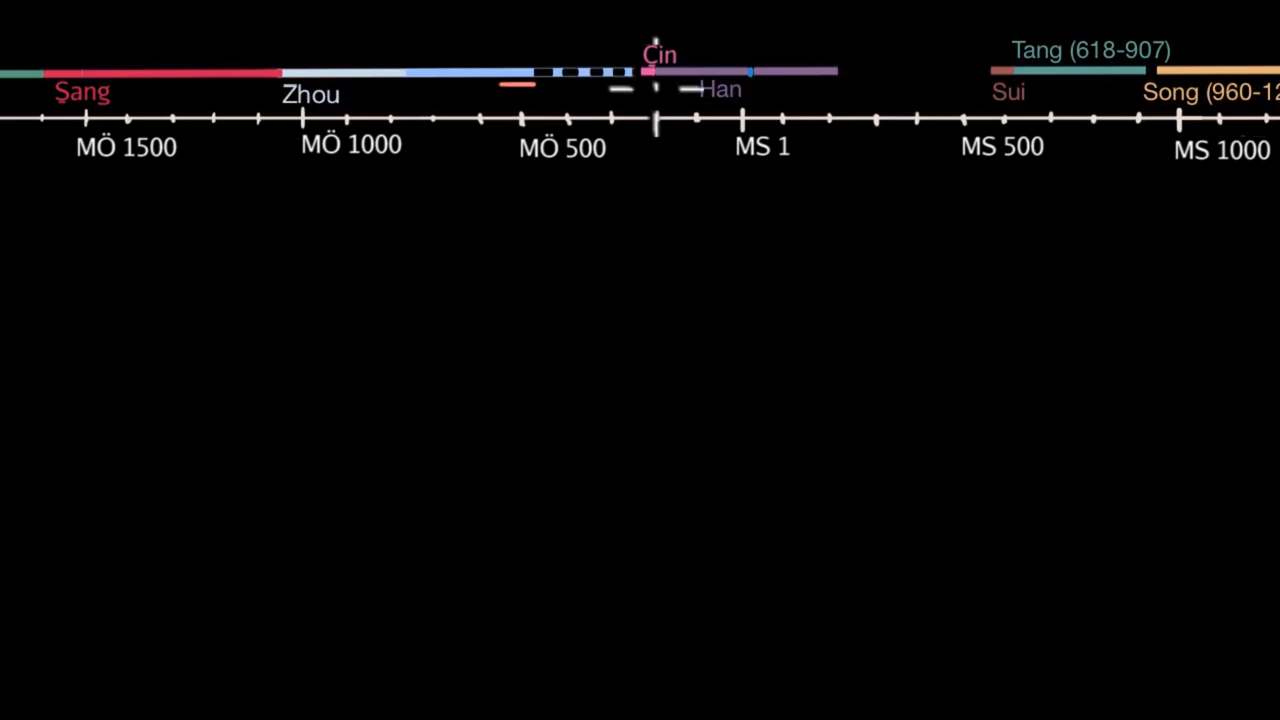 Çin
Tang (618-907)
Şang
Zhou
Han
Sui
Song (960-12
MÖ 1500
MÖ 1000
MÖ 500
MS 1
MS 500
MS 1000